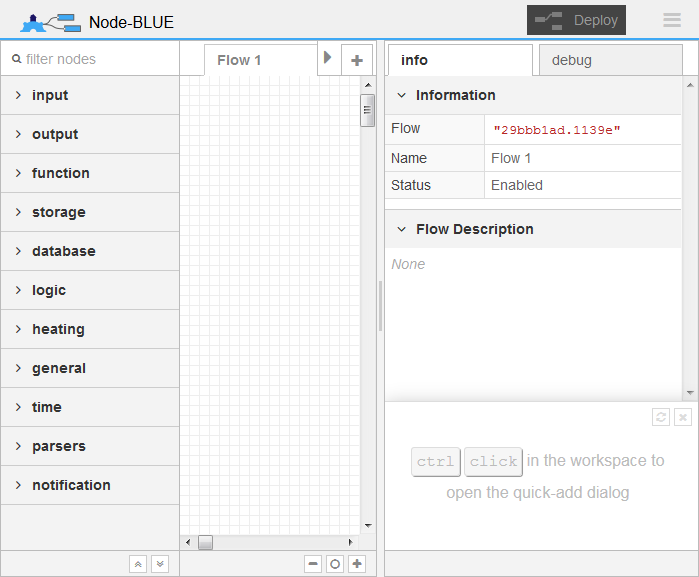 Node-BLUE
Deploy
filter nodes
Flow 1
info
debug
input
output
function
storage
database
logic
heating
general
time
parsers
notification
Information
Flow "29bbb1ad.1139e"
Name Flow 1
Status Enabled
Flow Description
None
ctrl click in the workspace to
open the quick-add dialog